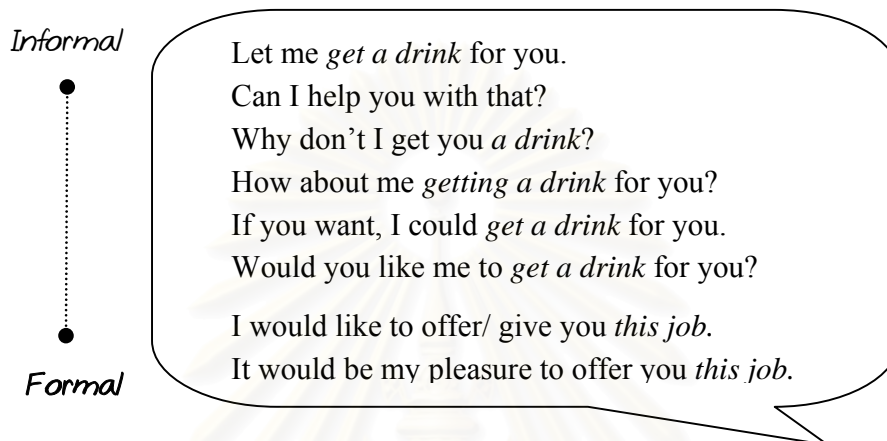 Informal
Let me get a drink for you.
Can I help you with that?
Why don’t I get you a drink?
How about me getting a drink for you?
If you want, I could get a drink for you.
Would you like me to get a drink for you?
I would like to offer/ give you this job.
It would be my pleasure to offer you this job.
Formal